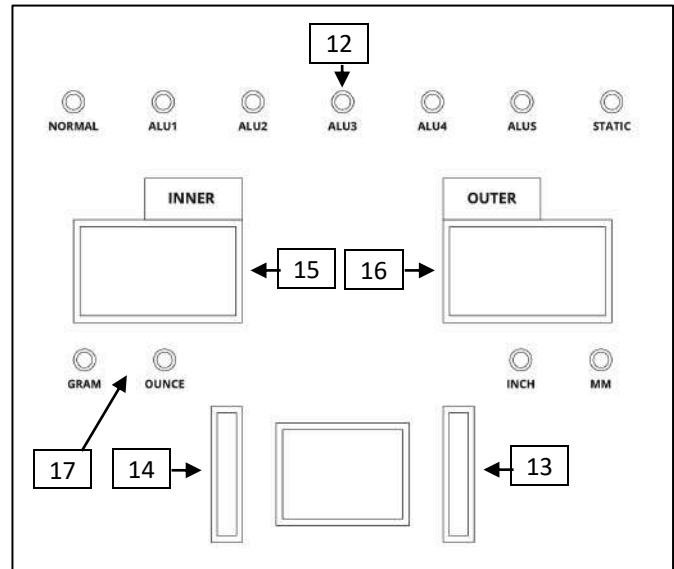 12
NORMAL ALU1 ALU2 ALU3 ALU4 ALUS STATIC
INNER OUTER
15 16
GRAM OUNCE INCH MM
17 14 13